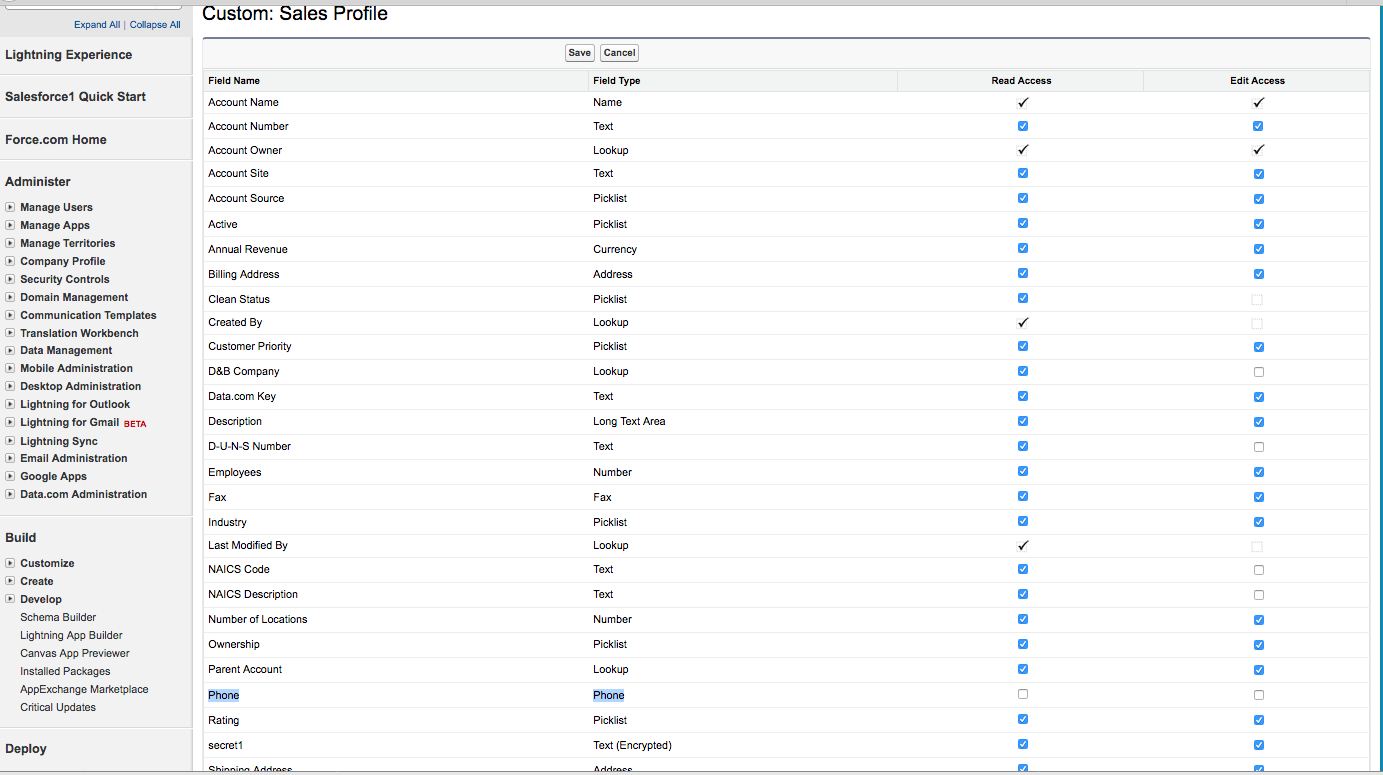 Expand All | Collapse All
Lightning Experience
Salesforce1 Quick Start
Force.com Home
Administer
Manage Users
Manage Apps
Manage Territories
Company Profile
Security Controls
Domain Management
Communication Templates
Translation Workbench
Data Management
Mobile Administration
Desktop Administration
Lightning for Outlook
Lightning for Gmail BETA
Lightning Sync
Email Administration
Google Apps
Data.com Administration
Build
Customize
Create
Develop
Schema Builder
Lightning App Builder
Canvas App Previewer
Installed Packages
AppExchange Marketplace
Critical Updates
Deploy
Custom: Sales Profile
Save Cancel
Field Name Field Type Read Access Edit Access
Account Name Name
Account Number Text
Account Owner Lookup
Account Site Text
Account Source Picklist
Active Picklist
Annual Revenue Currency
Billing Address Address
Clean Status Picklist
Created By Lookup
Customer Priority Picklist
D&B Company Lookup
Data.com Key Text
Description Long Text Area
D-U-N-S Number Text
Employees Number
Fax Fax
Industry Picklist
Last Modified By Lookup
NAICS Code Text
NAICS Description Text
Number of Locations Number
Ownership Picklist
Parent Account Lookup
Phone Phone
Rating Picklist
secret1 Text (Encrypted)
Shipping Address Address